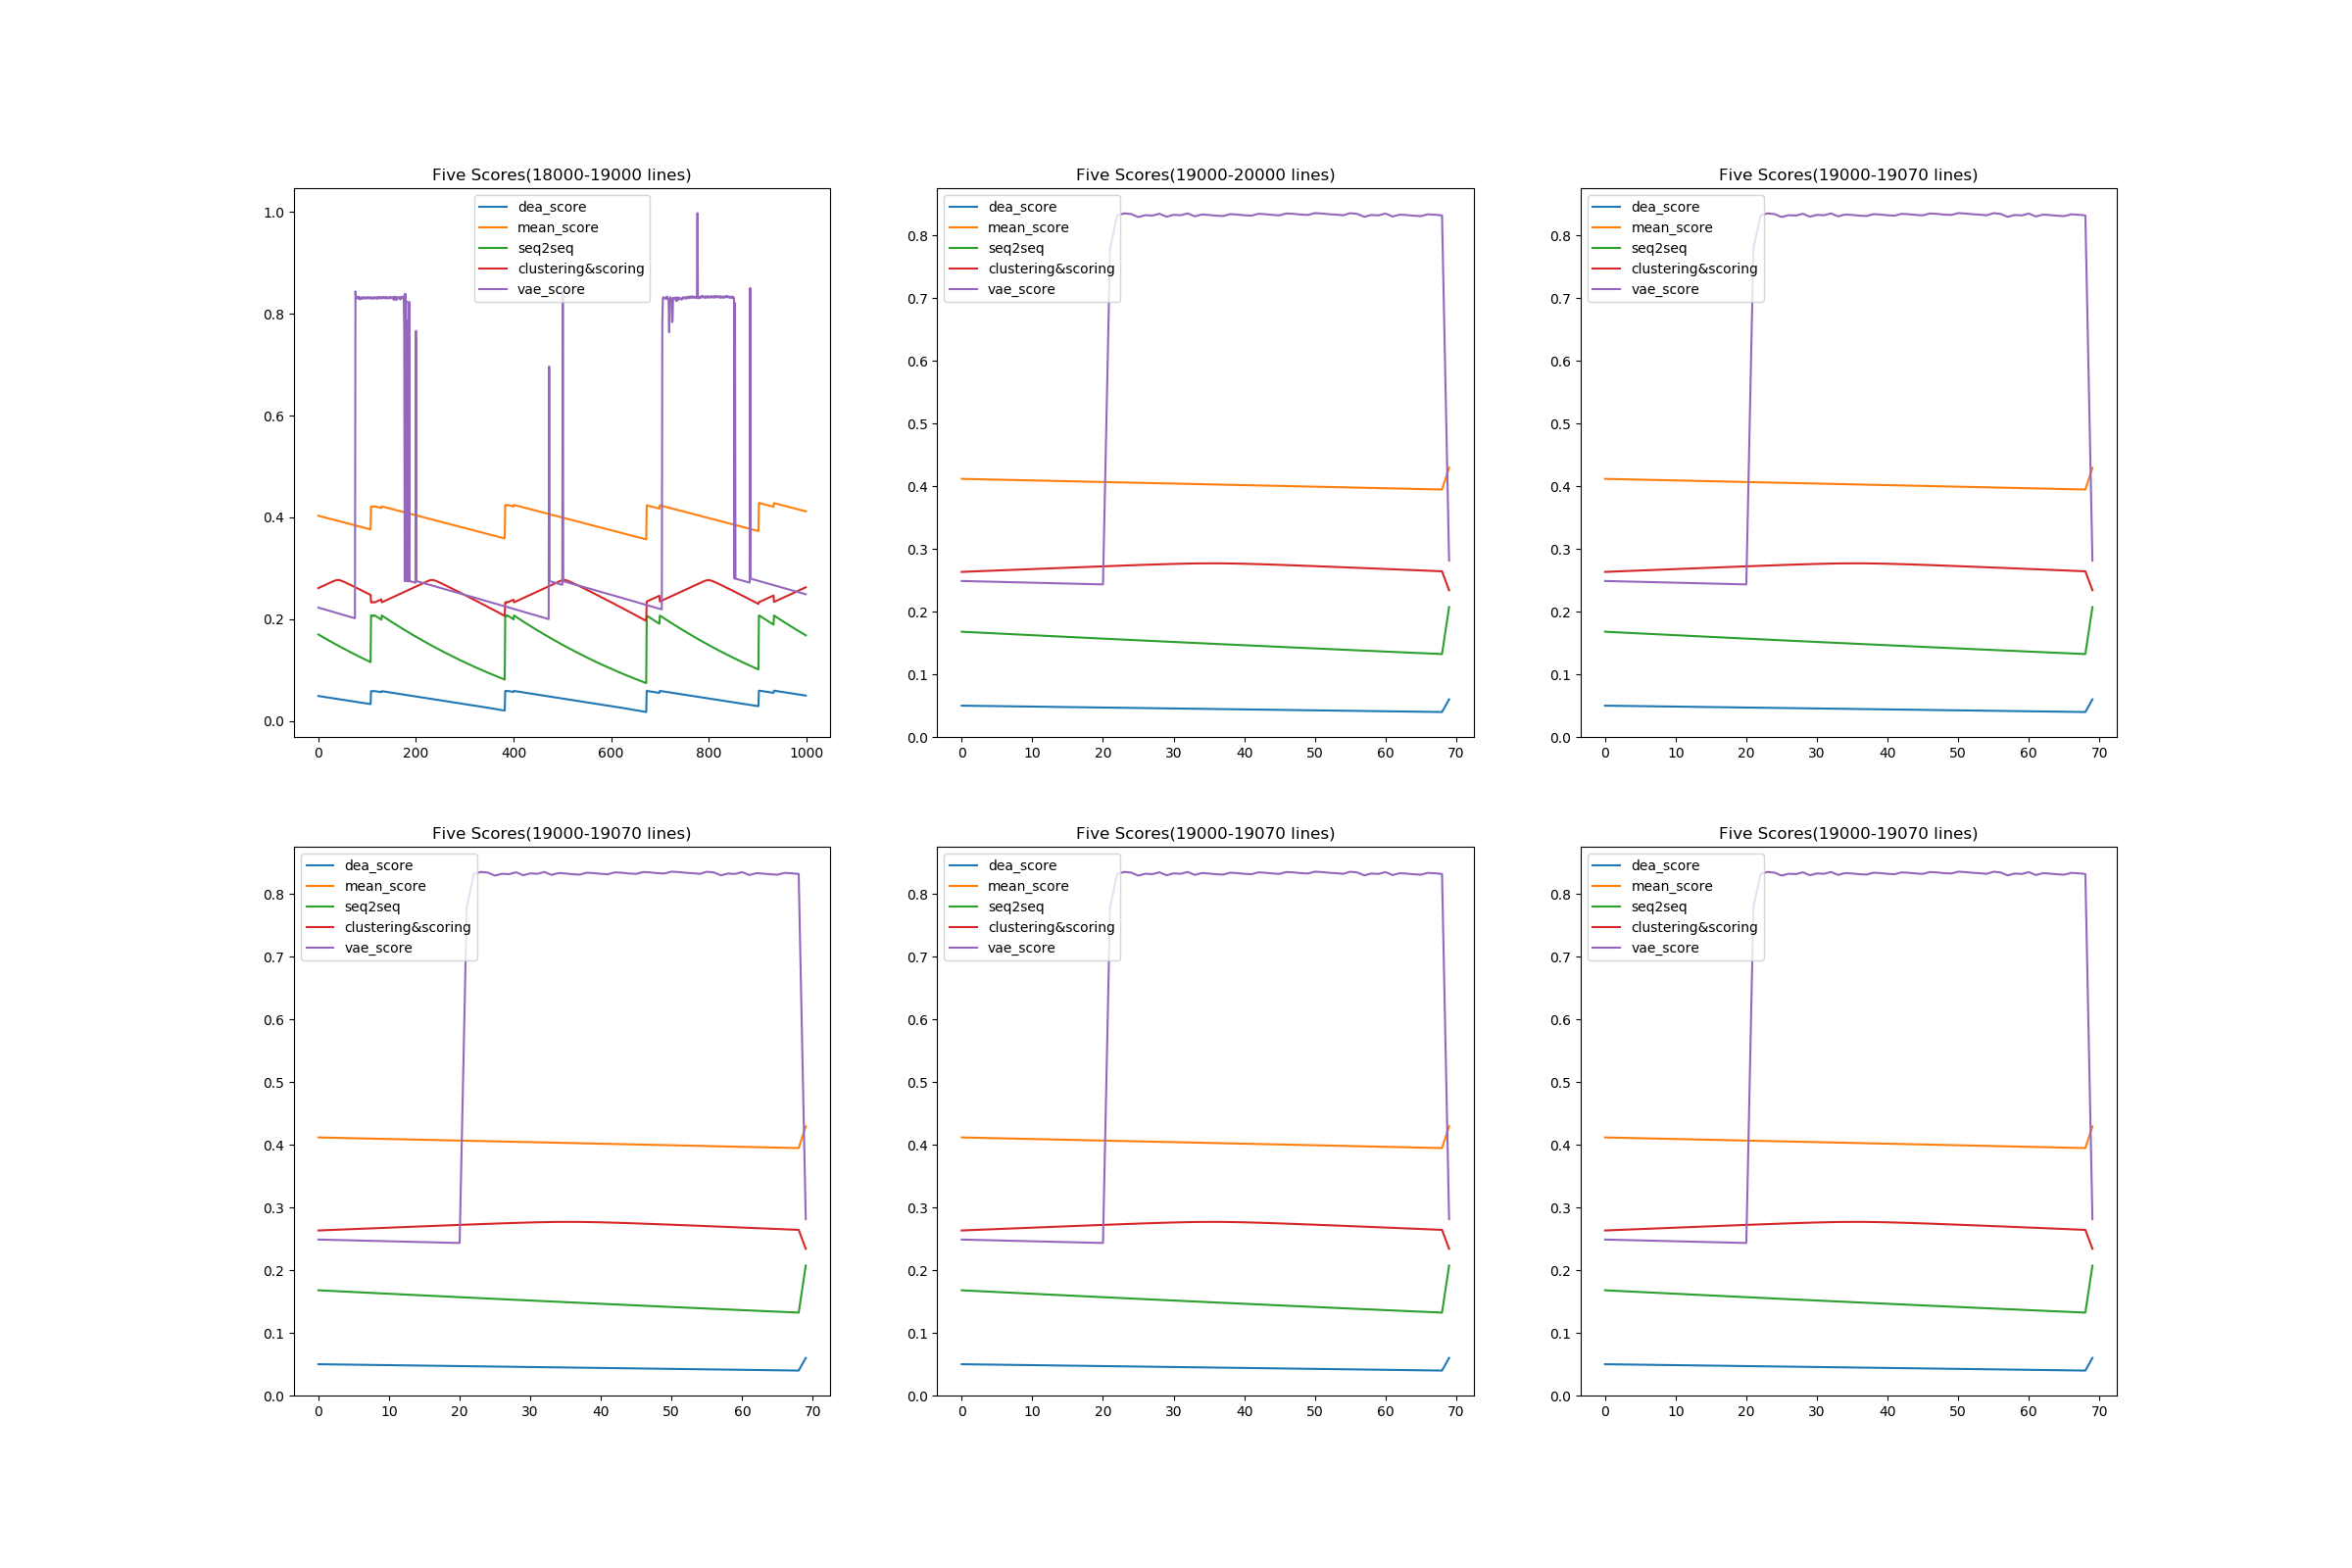 Five Scores(18000-19000 lines)
dea_score
mean_score
seq2seq
clustering&scoring
vae_score
1.0
0.8
0.6
0.4
0.2
0.0
0 200 400 600 800 1000
Five Scores(19000-20000 lines)
dea_score
mean_score
seq2seq
clustering&scoring
vae_score
0.8
0.7
0.6
0.5
0.4
0.3
0.2
0.1
0.0
0 10 20 30 40 50 60 70
Five Scores(19000-19070 lines)
dea_score
mean_score
seq2seq
clustering&scoring
vae_score
0.8
0.7
0.6
0.5
0.4
0.3
0.2
0.1
0.0
0 10 20 30 40 50 60 70
Five Scores(19000-19070 lines)
dea_score
mean_score
seq2seq
clustering&scoring
vae_score
0.8
0.7
0.6
0.5
0.4
0.3
0.2
0.1
0.0
0 10 20 30 40 50 60 70
Five Scores(19000-19070 lines)
dea_score
mean_score
seq2seq
clustering&scoring
vae_score
0.8
0.7
0.6
0.5
0.4
0.3
0.2
0.1
0.0
0 10 20 30 40 50 60 70
Five Scores(19000-19070 lines)
dea_score
mean_score
seq2seq
clustering&scoring
vae_score
0.8
0.7
0.6
0.5
0.4
0.3
0.2
0.1
0.0
0 10 20 30 40 50 60 70